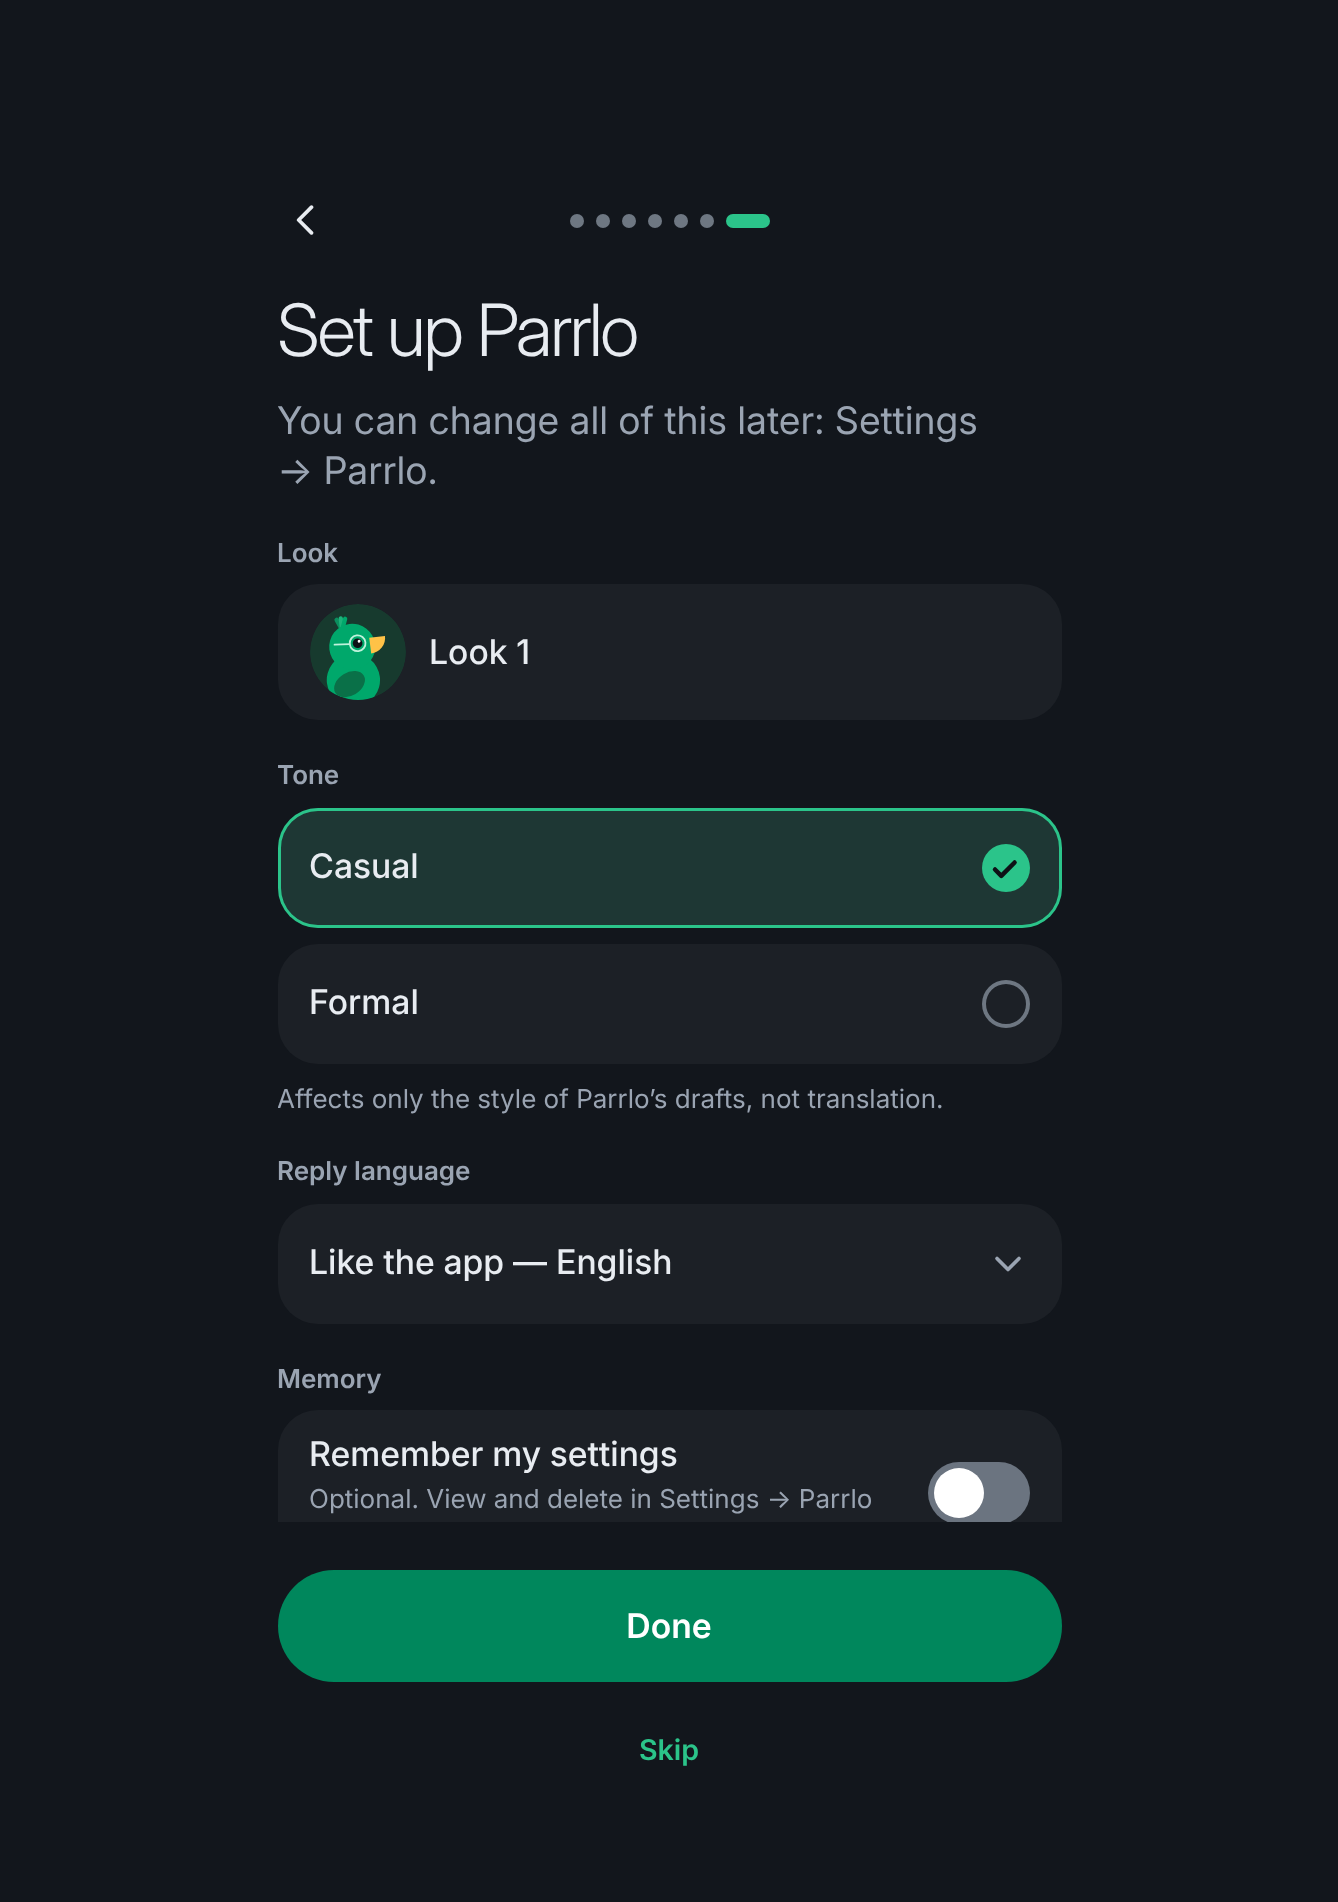 Set up Parrlo
You can change all of this later: Settings
→ Parrlo.
Look
Look 1
Tone
Casual
Formal
Affects only the style of Parrlo’s drafts, not translation.
Reply language
Like the app — English
Memory
Remember my settings
Optional. View and delete in Settings → Parrlo
Done
Skip